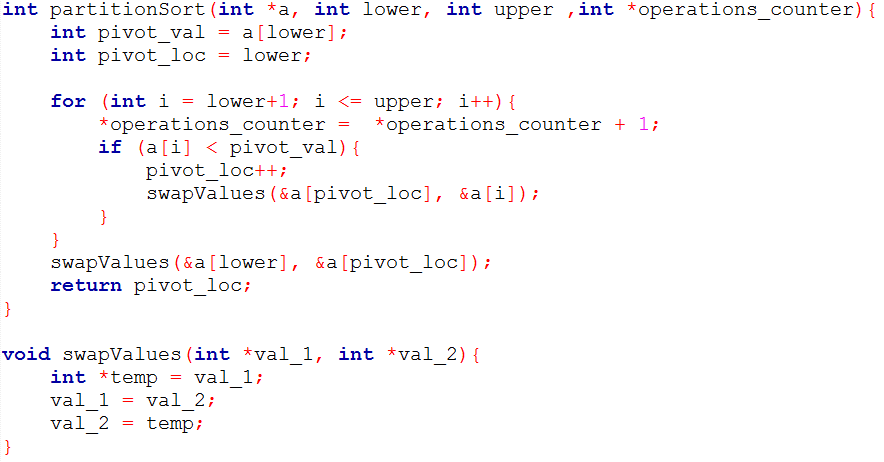 int partitionSort(int *a, int lower, int upper ,int *operations_counter){
    int pivot_val = a[lower];
    int pivot_loc = lower;

    for (int i = lower+1; i <= upper; i++){
        *operations_counter =  *operations_counter + 1;
        if (a[i] < pivot_val){
            pivot_loc++;
            swapValues(&a[pivot_loc], &a[i]);
        }
    }
    swapValues(&a[lower], &a[pivot_loc]);
    return pivot_loc;
}

void swapValues(int *val_1, int *val_2){
    int *temp = val_1;
    val_1 = val_2;
    val_2 = temp;
}